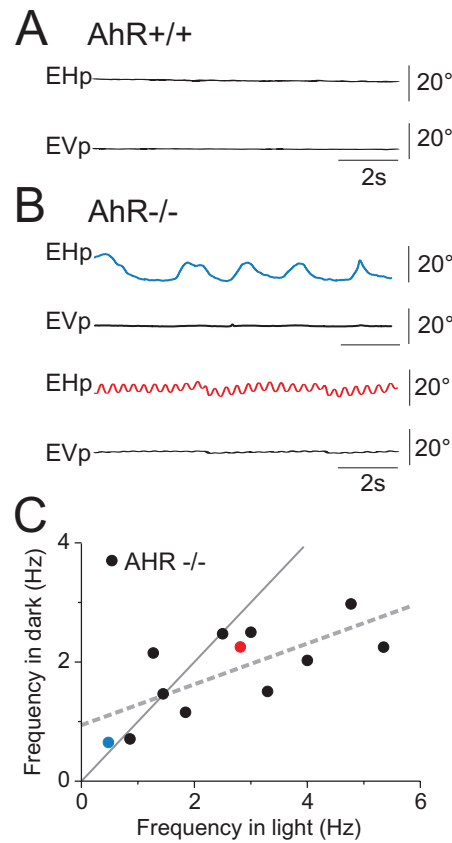 A AhR+/+
EHp 20°
EVp 20°
2s
B AhR-/-
EHp 20°
EVp 20°
EHp 20°
EVp 20°
2s
C
4
AHR -/-
2
0
Frequency in dark (Hz)
0 2 4 6
Frequency in light (Hz)